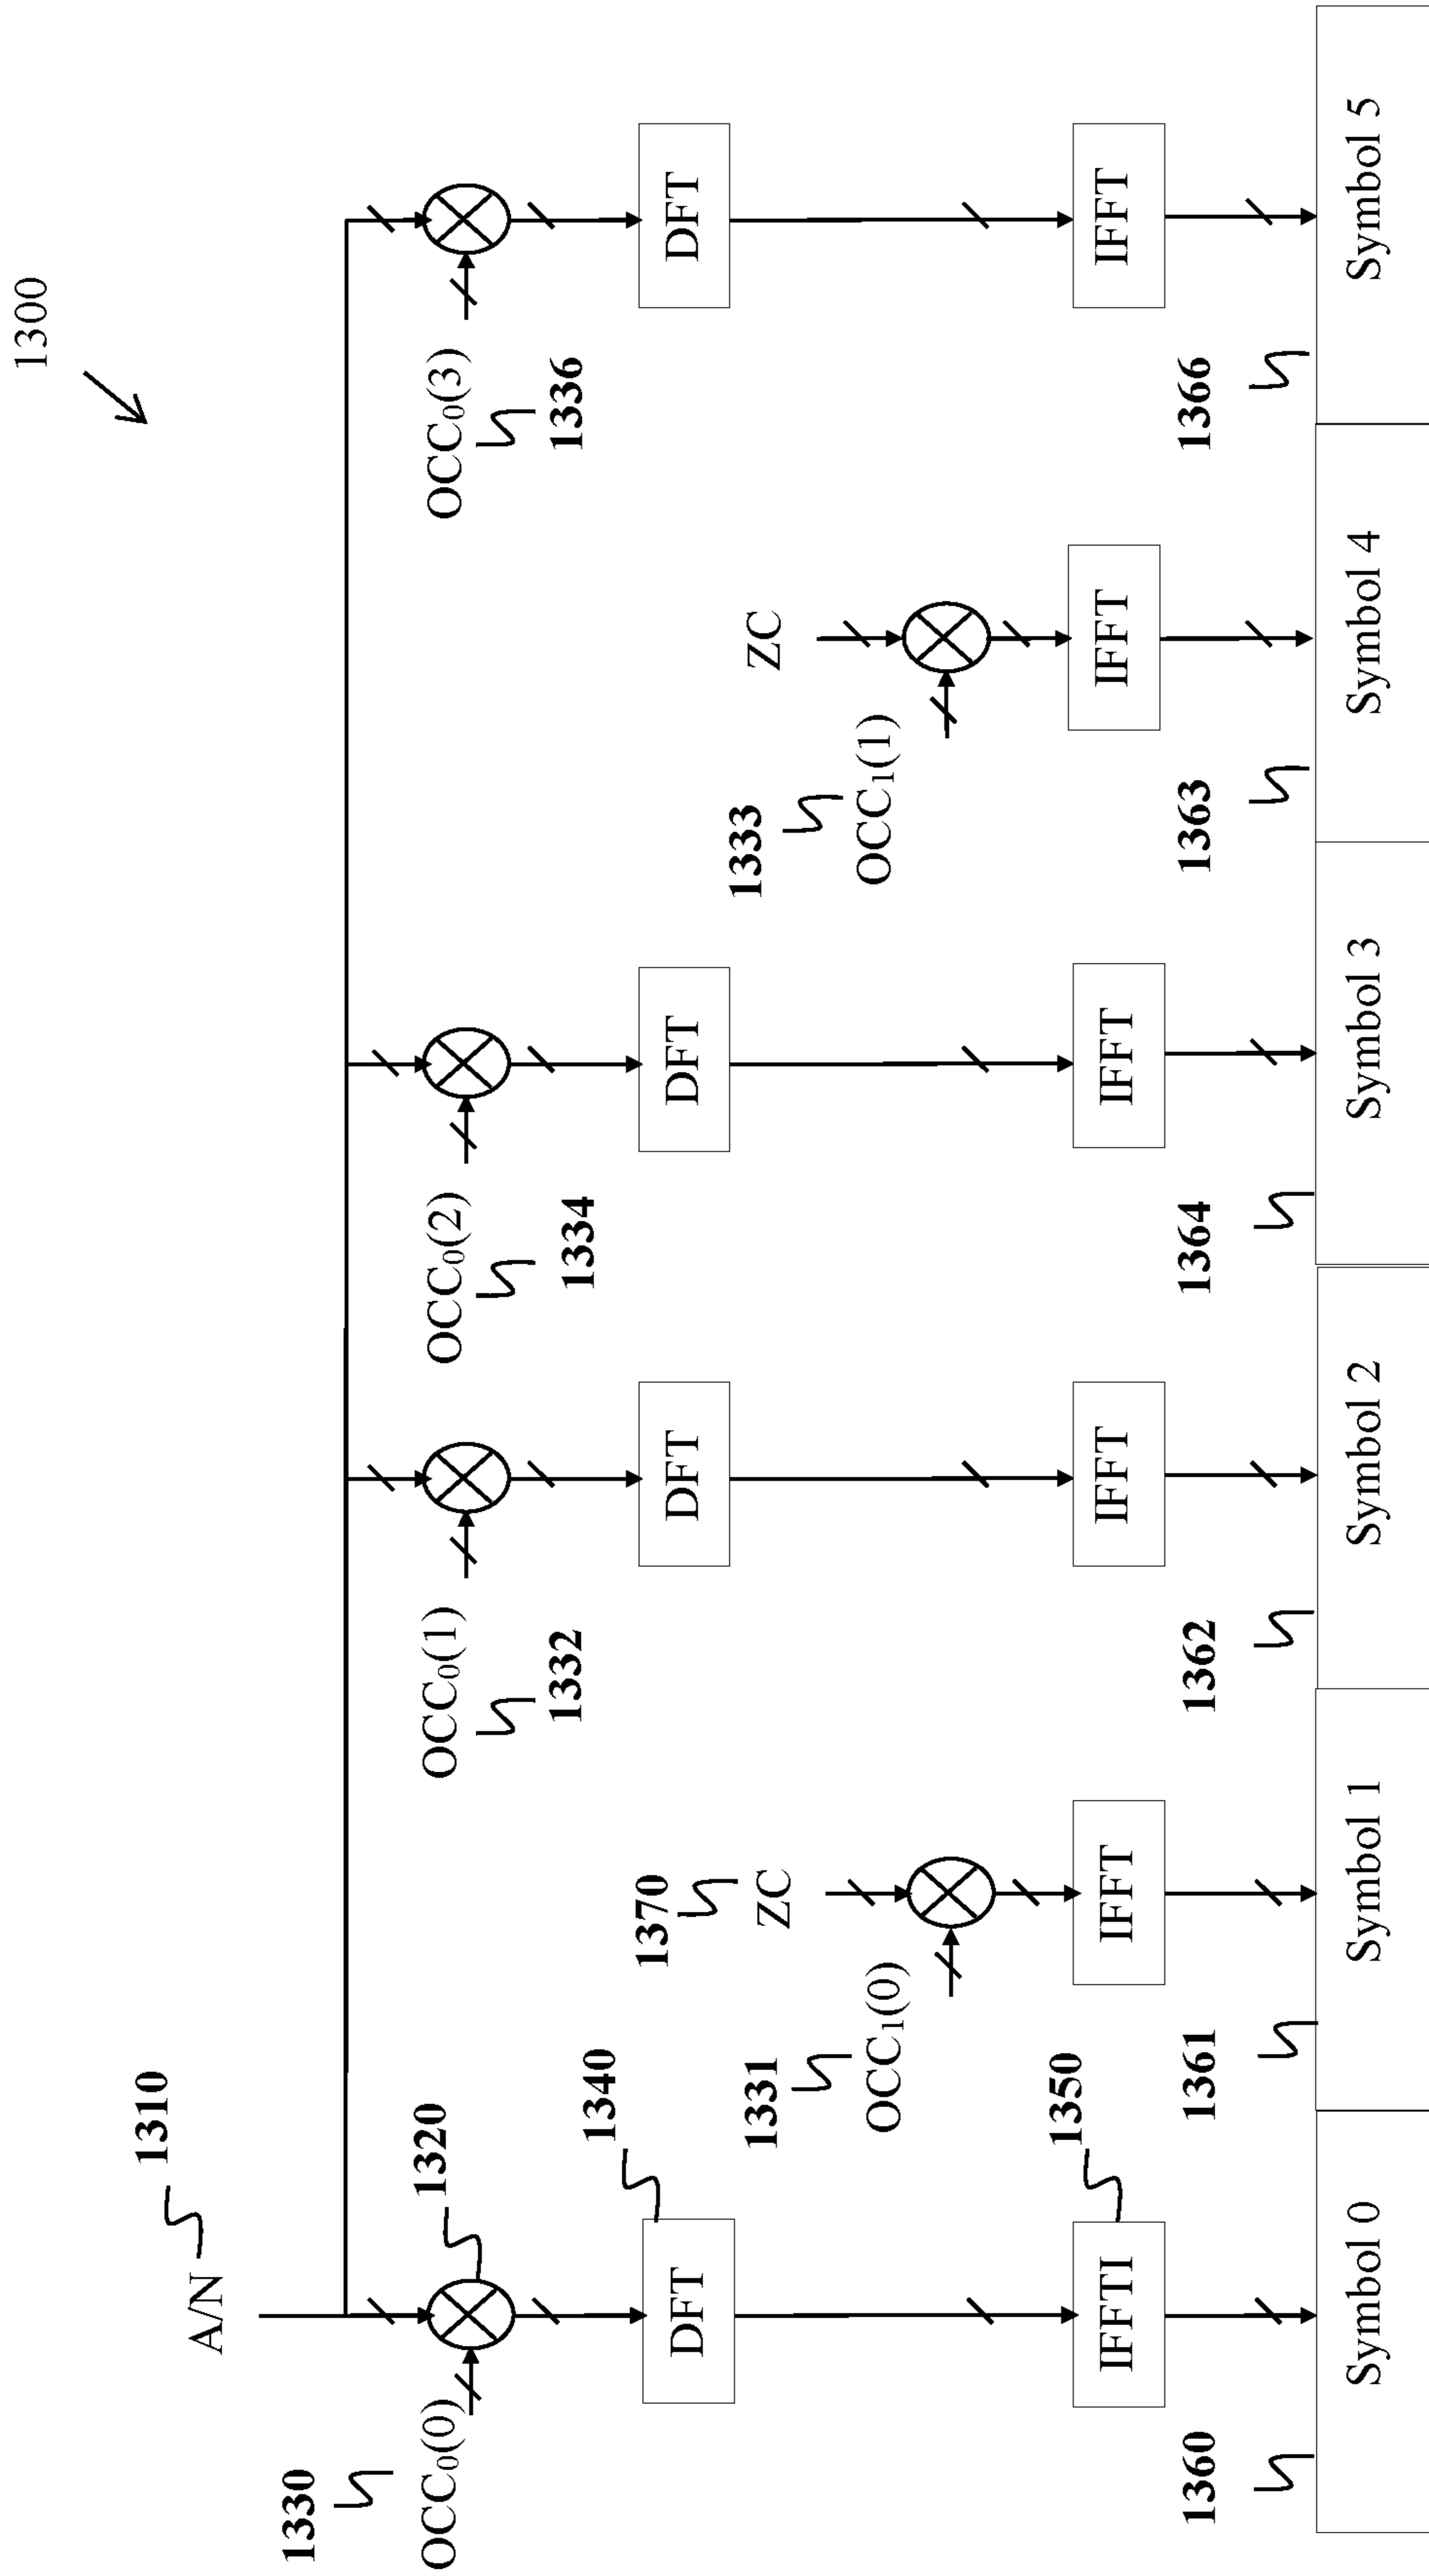 1300
A/N
1310
1330
OCC₀(0)
1320
OCC₀(1)
1332
OCC₀(2)
1334
OCC₀(3)
1336
1340
DFT
DFT
DFT
DFT
1370
ZC
ZC
1331
OCC₁(0)
1333
OCC₁(1)
1350
IFFTI
IFFT
IFFT
IFFT
IFFT
IFFT
1360
1361
1362
1364
1363
1366
Symbol 0
Symbol 1
Symbol 2
Symbol 3
Symbol 4
Symbol 5